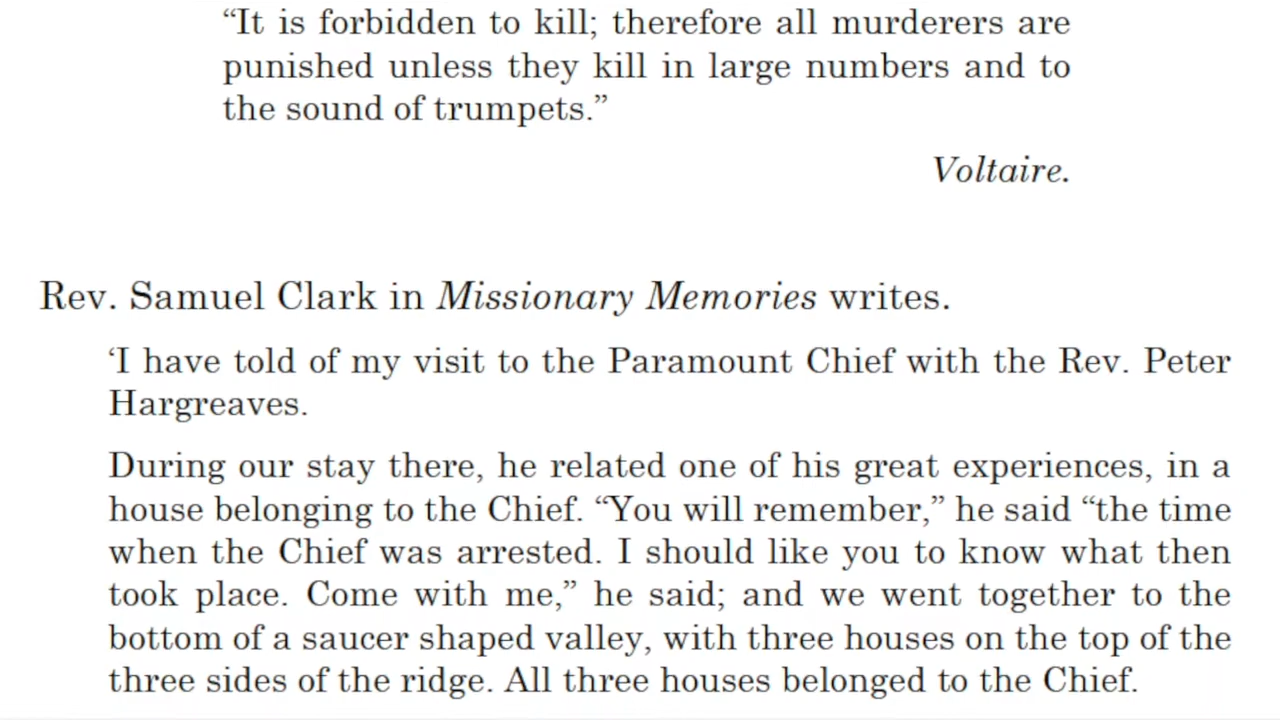 “It is forbidden to kill; therefore all murderers are
punished unless they kill in large numbers and to
the sound of trumpets.”
Voltaire.
Rev. Samuel Clark in Missionary Memories writes.
‘I have told of my visit to the Paramount Chief with the Rev. Peter
Hargreaves.
During our stay there, he related one of his great experiences, in a
house belonging to the Chief. “You will remember,” he said “the time
when the Chief was arrested. I should like you to know what then
took place. Come with me,” he said; and we went together to the
bottom of a saucer shaped valley, with three houses on the top of the
three sides of the ridge. All three houses belonged to the Chief.